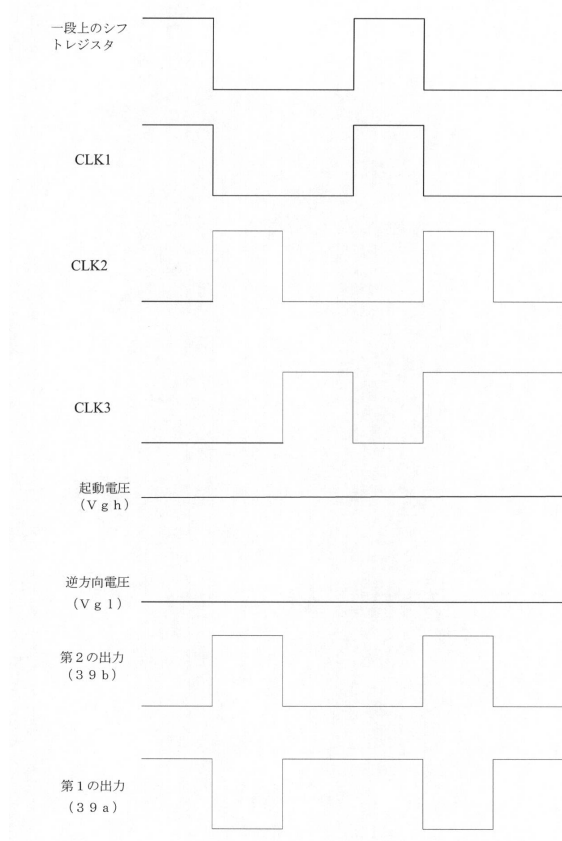 一段上のシフ
トレジスタ
CLK1
CLK2
CLK3
起動電圧
（Ｖｇｈ）
逆方向電圧
（Ｖｇｌ）
第２の出力
（３９ｂ）
第１の出力
（３９ａ）